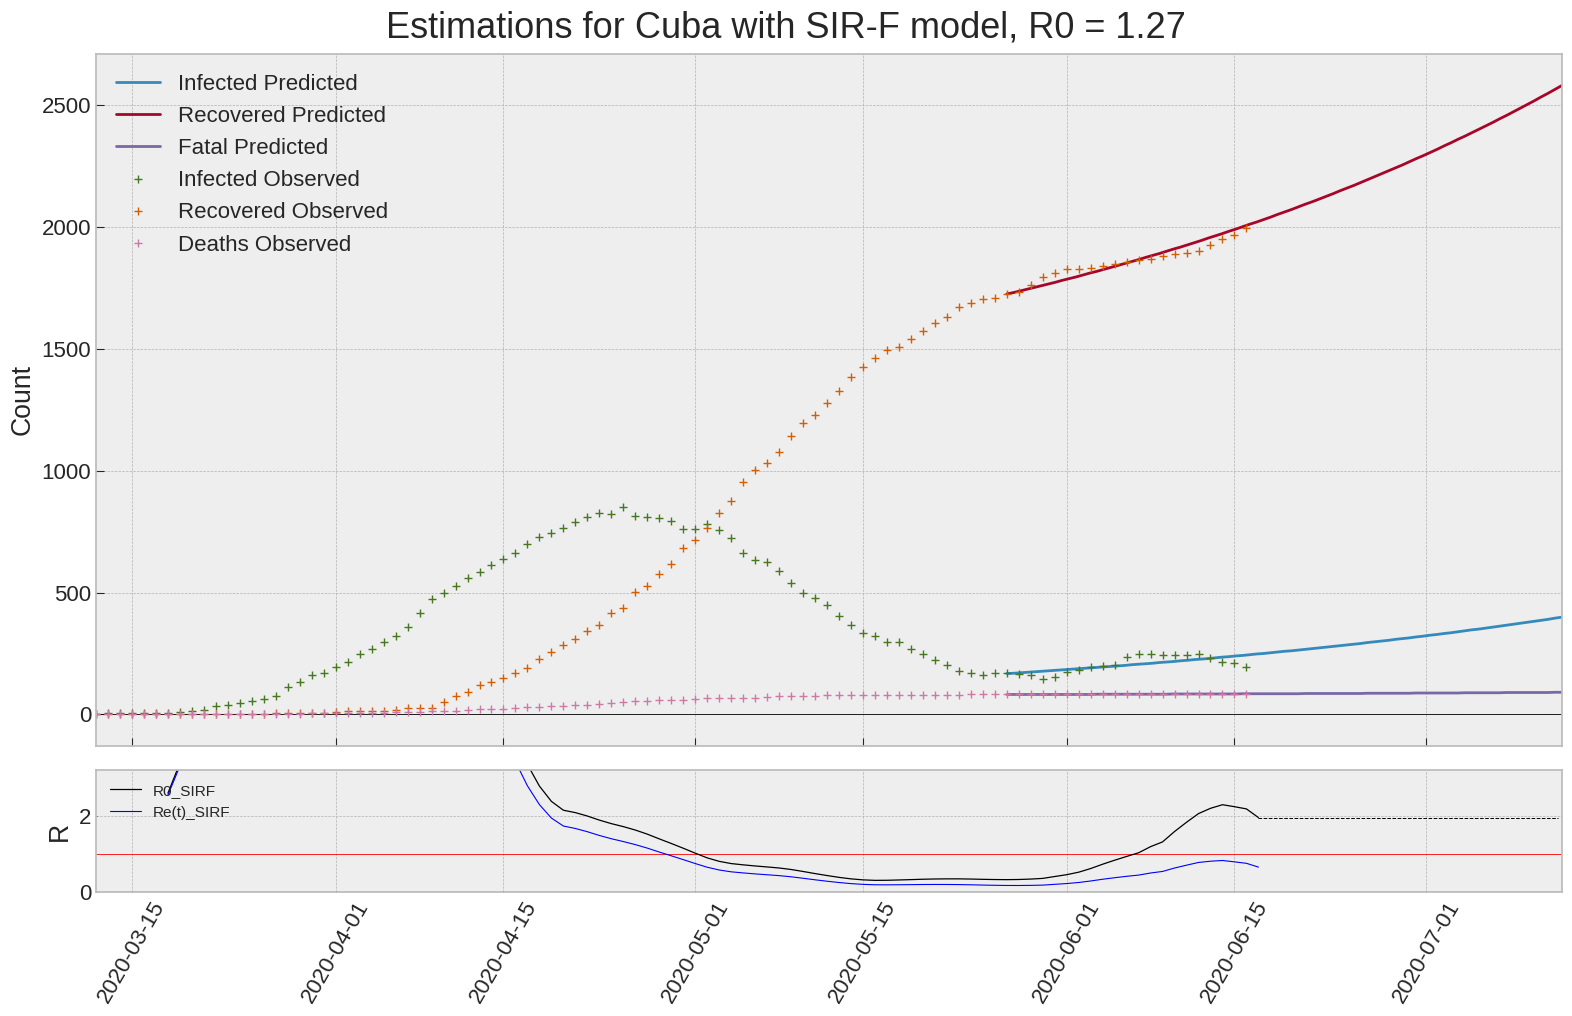 Estimations for Cuba with SIR-F model, R0 = 1.27
Infected Predicted
Recovered Predicted
Fatal Predicted
Infected Observed
Recovered Observed
Deaths Observed
2500
2000
1500
1000
500
0
Count
R0_SIRF
Re(t)_SIRF
2
0
R
2020-03-15
2020-04-01
2020-04-15
2020-05-01
2020-05-15
2020-06-01
2020-06-15
2020-07-01